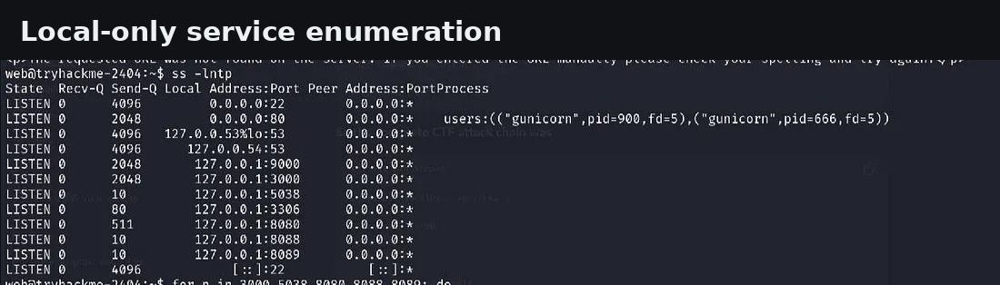 Local-only service enumeration
<p>The requested URL was not found on the server. If you entered the URL manually please check your spelling and try again.</p>
web@tryhackme-2404:~$ ss -lntp
State  Recv-Q Send-Q Local Address:Port Peer Address:PortProcess
LISTEN 0      4096         0.0.0.0:22        0.0.0.0:*
LISTEN 0      2048         0.0.0.0:80        0.0.0.0:*    users:(("gunicorn",pid=900,fd=5),("gunicorn",pid=666,fd=5))
LISTEN 0      4096   127.0.0.53%lo:53        0.0.0.0:*
LISTEN 0      4096      127.0.0.54:53        0.0.0.0:*
LISTEN 0      2048       127.0.0.1:9000      0.0.0.0:*
LISTEN 0      2048       127.0.0.1:3000      0.0.0.0:*
LISTEN 0      10         127.0.0.1:5038      0.0.0.0:*
LISTEN 0      80         127.0.0.1:3306      0.0.0.0:*
LISTEN 0      511        127.0.0.1:8080      0.0.0.0:*
LISTEN 0      10         127.0.0.1:8088      0.0.0.0:*
LISTEN 0      10         127.0.0.1:8089      0.0.0.0:*
LISTEN 0      4096            [::]:22           [::]:*
web@tryhackme-2404:~$ for p in 3000 5038 8080 8088 8089; do